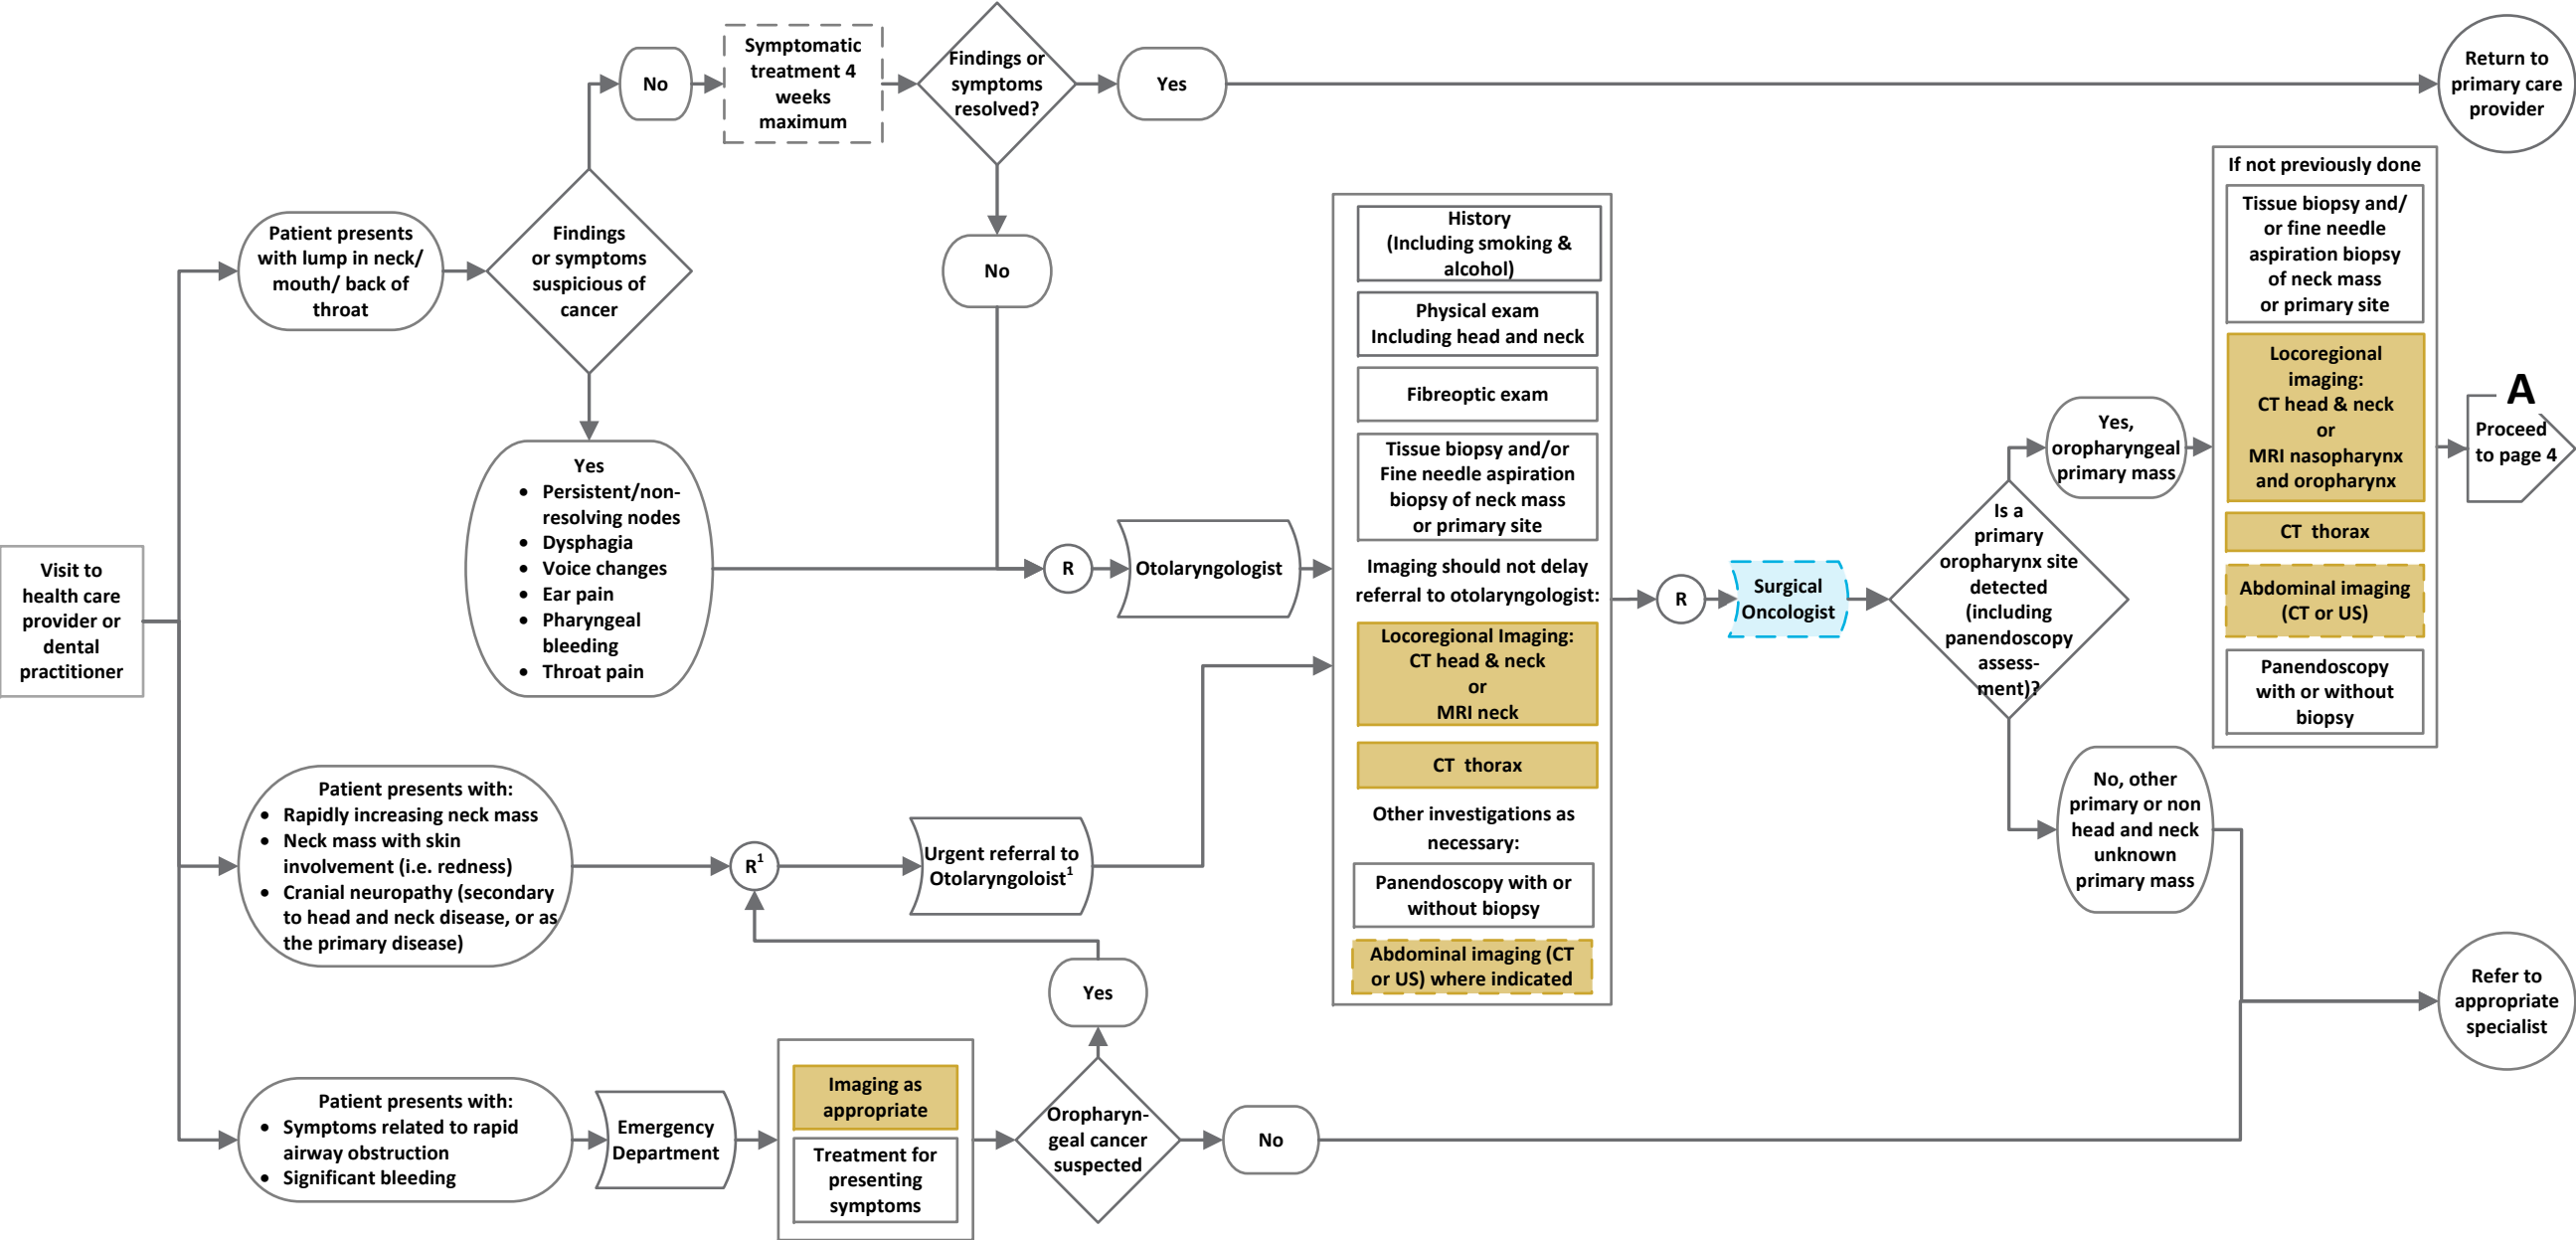 Visit to
health care
provider or
dental
practitioner
Patient presents
with lump in neck/
mouth/ back of
throat
Findings
or symptoms
suspicious of
cancer
No
Symptomatic
treatment 4
weeks
maximum
Findings or
symptoms
resolved?
Yes
Return to
primary care
provider
No
Yes
• Persistent/non-
resolving nodes
• Dysphagia
• Voice changes
• Ear pain
• Pharyngeal
bleeding
• Throat pain
R
Otolaryngologist
Patient presents with:
• Rapidly increasing neck mass
• Neck mass with skin
involvement (i.e. redness)
• Cranial neuropathy (secondary
to head and neck disease, or as
the primary disease)
R1
Urgent referral to
Otolaryngoloist1
Patient presents with:
• Symptoms related to rapid
airway obstruction
• Significant bleeding
Emergency
Department
Imaging as
appropriate
Treatment for
presenting
symptoms
Oropharyn-
geal cancer
suspected
Yes
No
History
(Including smoking &
alcohol)
Physical exam
Including head and neck
Fibreoptic exam
Tissue biopsy and/or
Fine needle aspiration
biopsy of neck mass
or primary site
Imaging should not delay
referral to otolaryngologist:
Locoregional Imaging:
CT head & neck
or
MRI neck
CT thorax
Other investigations as
necessary:
Panendoscopy with or
without biopsy
Abdominal imaging (CT
or US) where indicated
R
Surgical
Oncologist
Is a
primary
oropharynx site
detected
(including
panendoscopy
assess-
ment)?
Yes,
oropharyngeal
primary mass
If not previously done
Tissue biopsy and/
or fine needle
aspiration biopsy
of neck mass
or primary site
Locoregional
imaging:
CT head & neck
or
MRI nasopharynx
and oropharynx
CT thorax
Abdominal imaging
(CT or US)
Panendoscopy
with or without
biopsy
A
Proceed
to page 4
No, other
primary or non
head and neck
unknown
primary mass
Refer to
appropriate
specialist